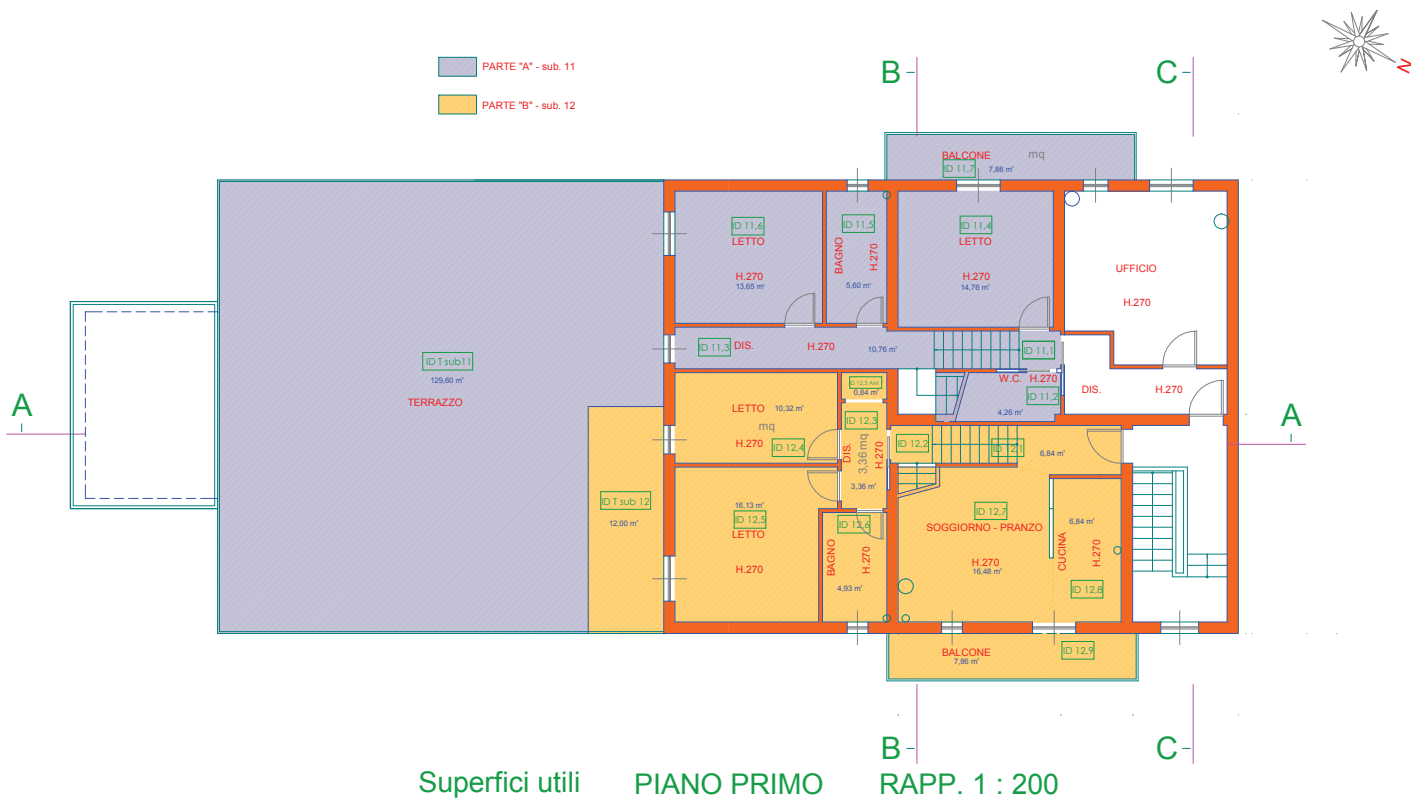 N
PARTE "A" - sub. 11
PARTE "B" - sub. 12
B
C
BALCONE
mq
ID 11,7
7,86 m²
ID 11,6
LETTO
H.270
13,65 m²
ID 11,5
BAGNO
H.270
5,60 m²
ID 11,4
LETTO
H.270
14,76 m²
UFFICIO
H.270
ID 11,3
DIS.
H.270
10,76 m²
ID 11,1
W.C.
H.270
ID 11,2
4,26 m²
DIS.
H.270
ID T sub11
129,60 m²
TERRAZZO
A
A
LETTO
10,32 m²
mq
H.270
ID 12,4
ID 12,3 AM
0,84 m²
ID 12,3
DIS.
3,36mq
H.270
3,36 m²
ID 12,2
ID 12,1
6,84 m²
ID T sub 12
12,00 m²
16,13 m²
ID 12,5
LETTO
H.270
ID 12,6
BAGNO
H.270
4,93 m²
ID 12,7
SOGGIORNO - PRANZO
H.270
16,48 m²
6,84 m²
CUCINA
H.270
ID 12,8
BALCONE
7,86 m²
ID 12,9
B
C
Superfici utili PIANO PRIMO RAPP. 1 : 200